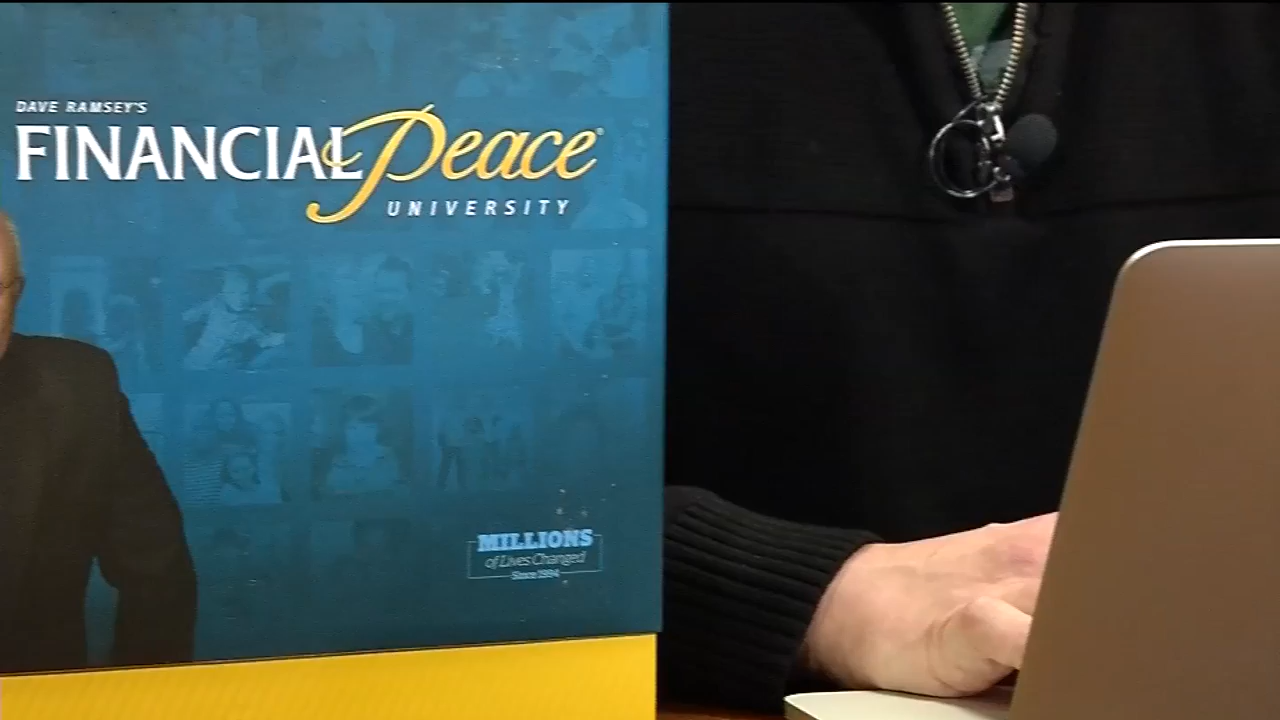 DAVE RAMSEY'S
FINANCIAL Peace®
UNIVERSITY
MILLIONS
of Lives Changed
Since 1994